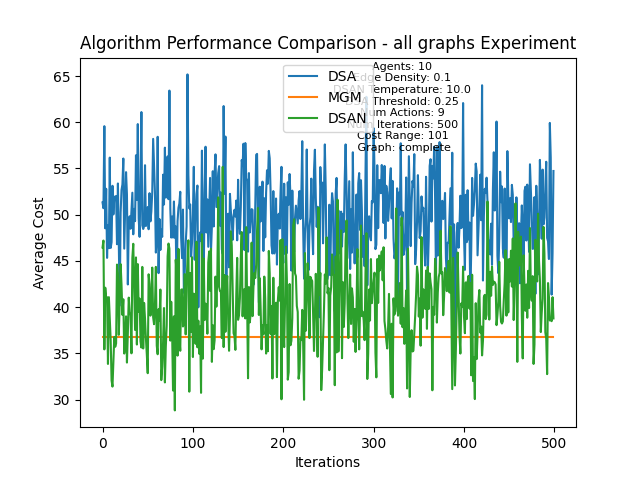 Algorithm Performance Comparison - all graphs Experiment
Average Cost
65
60
55
50
45
40
35
30
DSA
MGM
DSAN
Agents: 10
Edge Density: 0.1
Temperature: 10.0
Threshold: 0.25
Num Actions: 9
Iterations: 500
Cost Range: 101
Graph: complete
0
100
200
300
400
500
Iterations